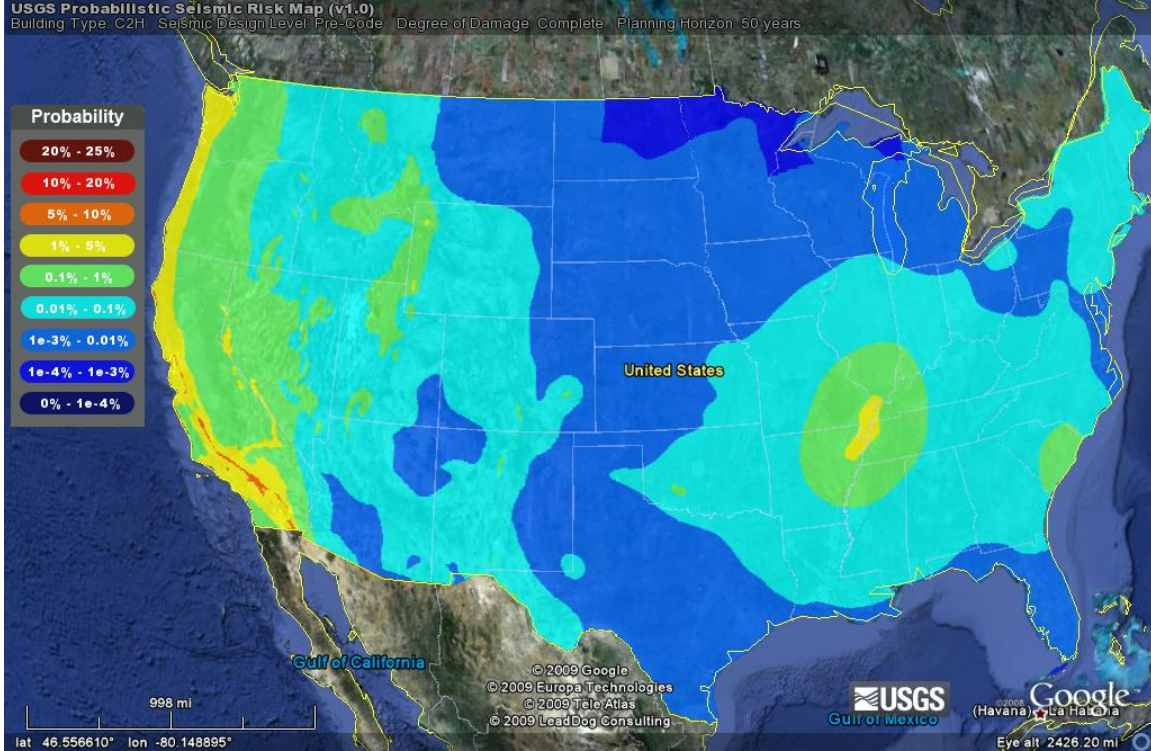 USGS Probabilistic Seismic Risk Map (v1.0)
Building Type: C2H Seismic Design Level: Pre-Code Degree of Damage: Complete Planning Horizon: 50 years
Probability
20% - 25%
10% - 20%
5% - 10%
1% - 5%
0.1% - 1%
0.01% - 0.1%
1e-3% - 0.01%
1e-4% - 1e-3%
0% - 1e-4%
United States
Gulf of California
© 2009 Google
© 2009 Europa Technologies
© 2009 Tele Atlas
© 2009 LeadDog Consulting
998 mi
USGS
©2008 Google
(Havana) La Habana
Gulf of Mexico
lat 46.556610° lon -80.148895°
Eye alt 2426.20 mi